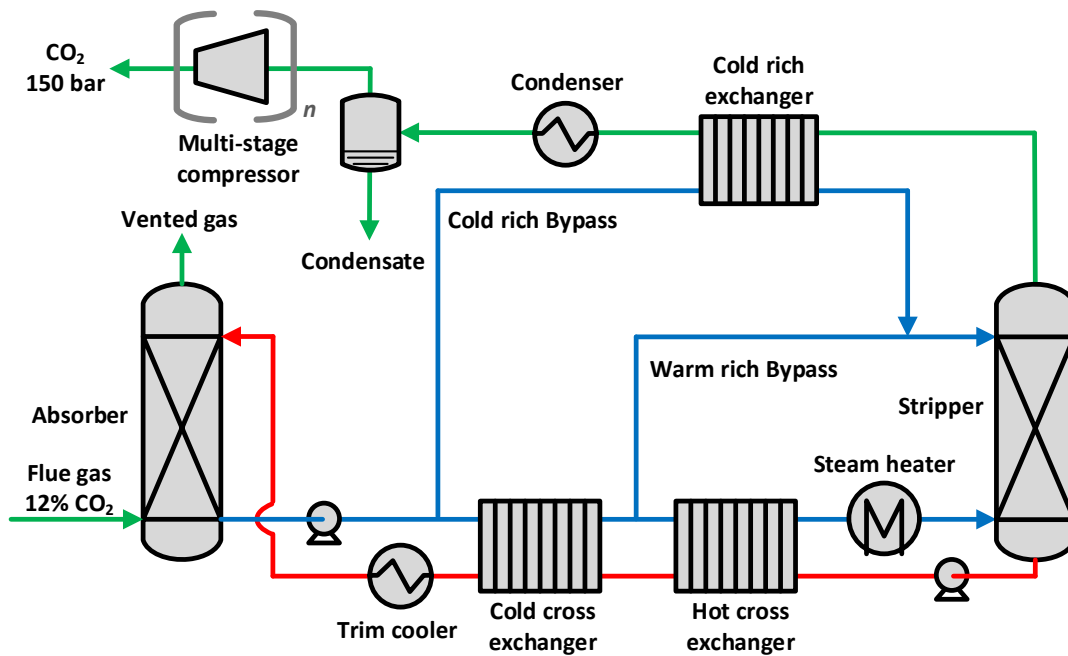 CO₂
150 bar
n
Multi-stage
compressor
Condenser
Cold rich
exchanger
Vented gas
Condensate
Cold rich Bypass
Warm rich Bypass
Absorber
Stripper
Flue gas
12% CO₂
Steam heater
Trim cooler
Cold cross
exchanger
Hot cross
exchanger